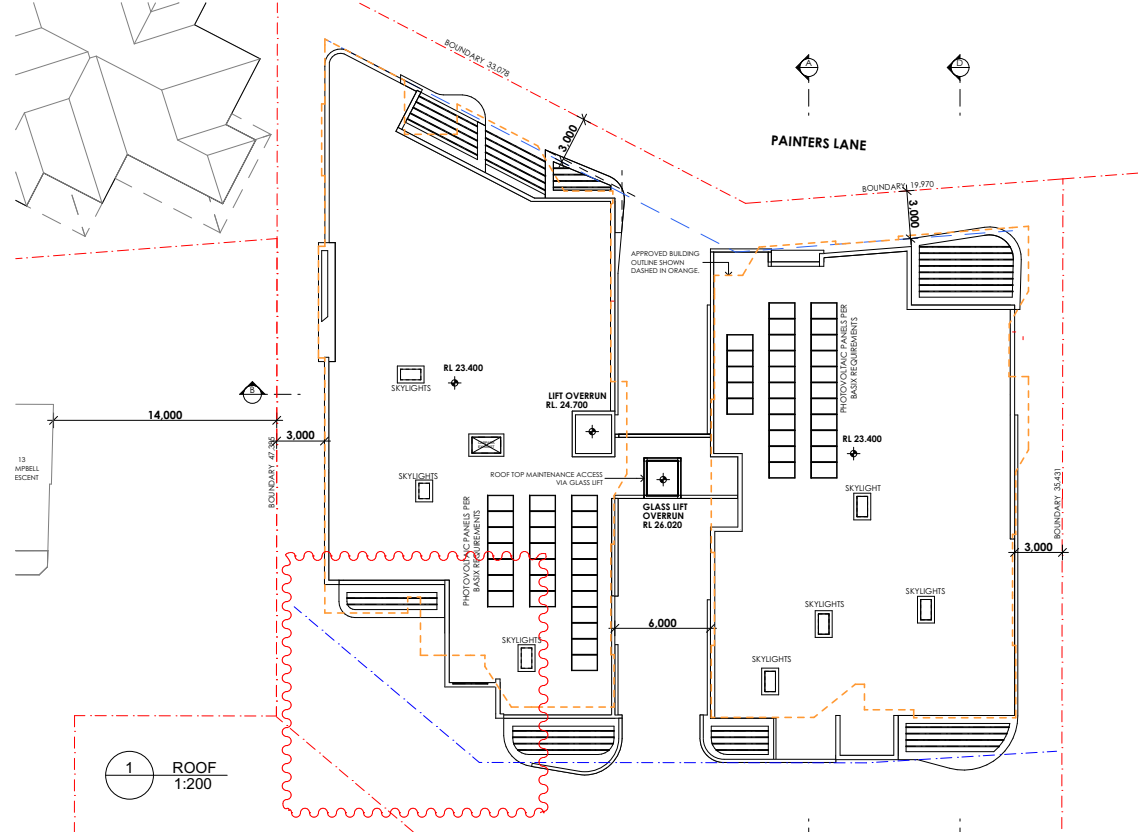 BOUNDARY 33.078
A
D
3,000
PAINTERS LANE
BOUNDARY 19.970
3,000
APPROVED BUILDING
OUTLINE SHOWN
DASHED IN ORANGE.
PHOTOVOLTAIC PANELS PER
BASIX REQUIREMENTS
SKYLIGHTS
RL 23.400
B
LIFT OVERRUN
RL. 24.700
14,000
3,000
RL 23.400
13
MPBELL
ESCENT
BOUNDARY 47.385
SKYLIGHTS
ROOF TOP MAINTENANCE ACCESS
VIA GLASS LIFT
SKYLIGHT
GLASS LIFT
OVERRUN
RL 26.020
BOUNDARY 35.431
3,000
PHOTOVOLTAIC PANELS PER
BASIX REQUIREMENTS
SKYLIGHTS
SKYLIGHTS
6,000
SKYLIGHTS
SKYLIGHTS
1
ROOF
1:200